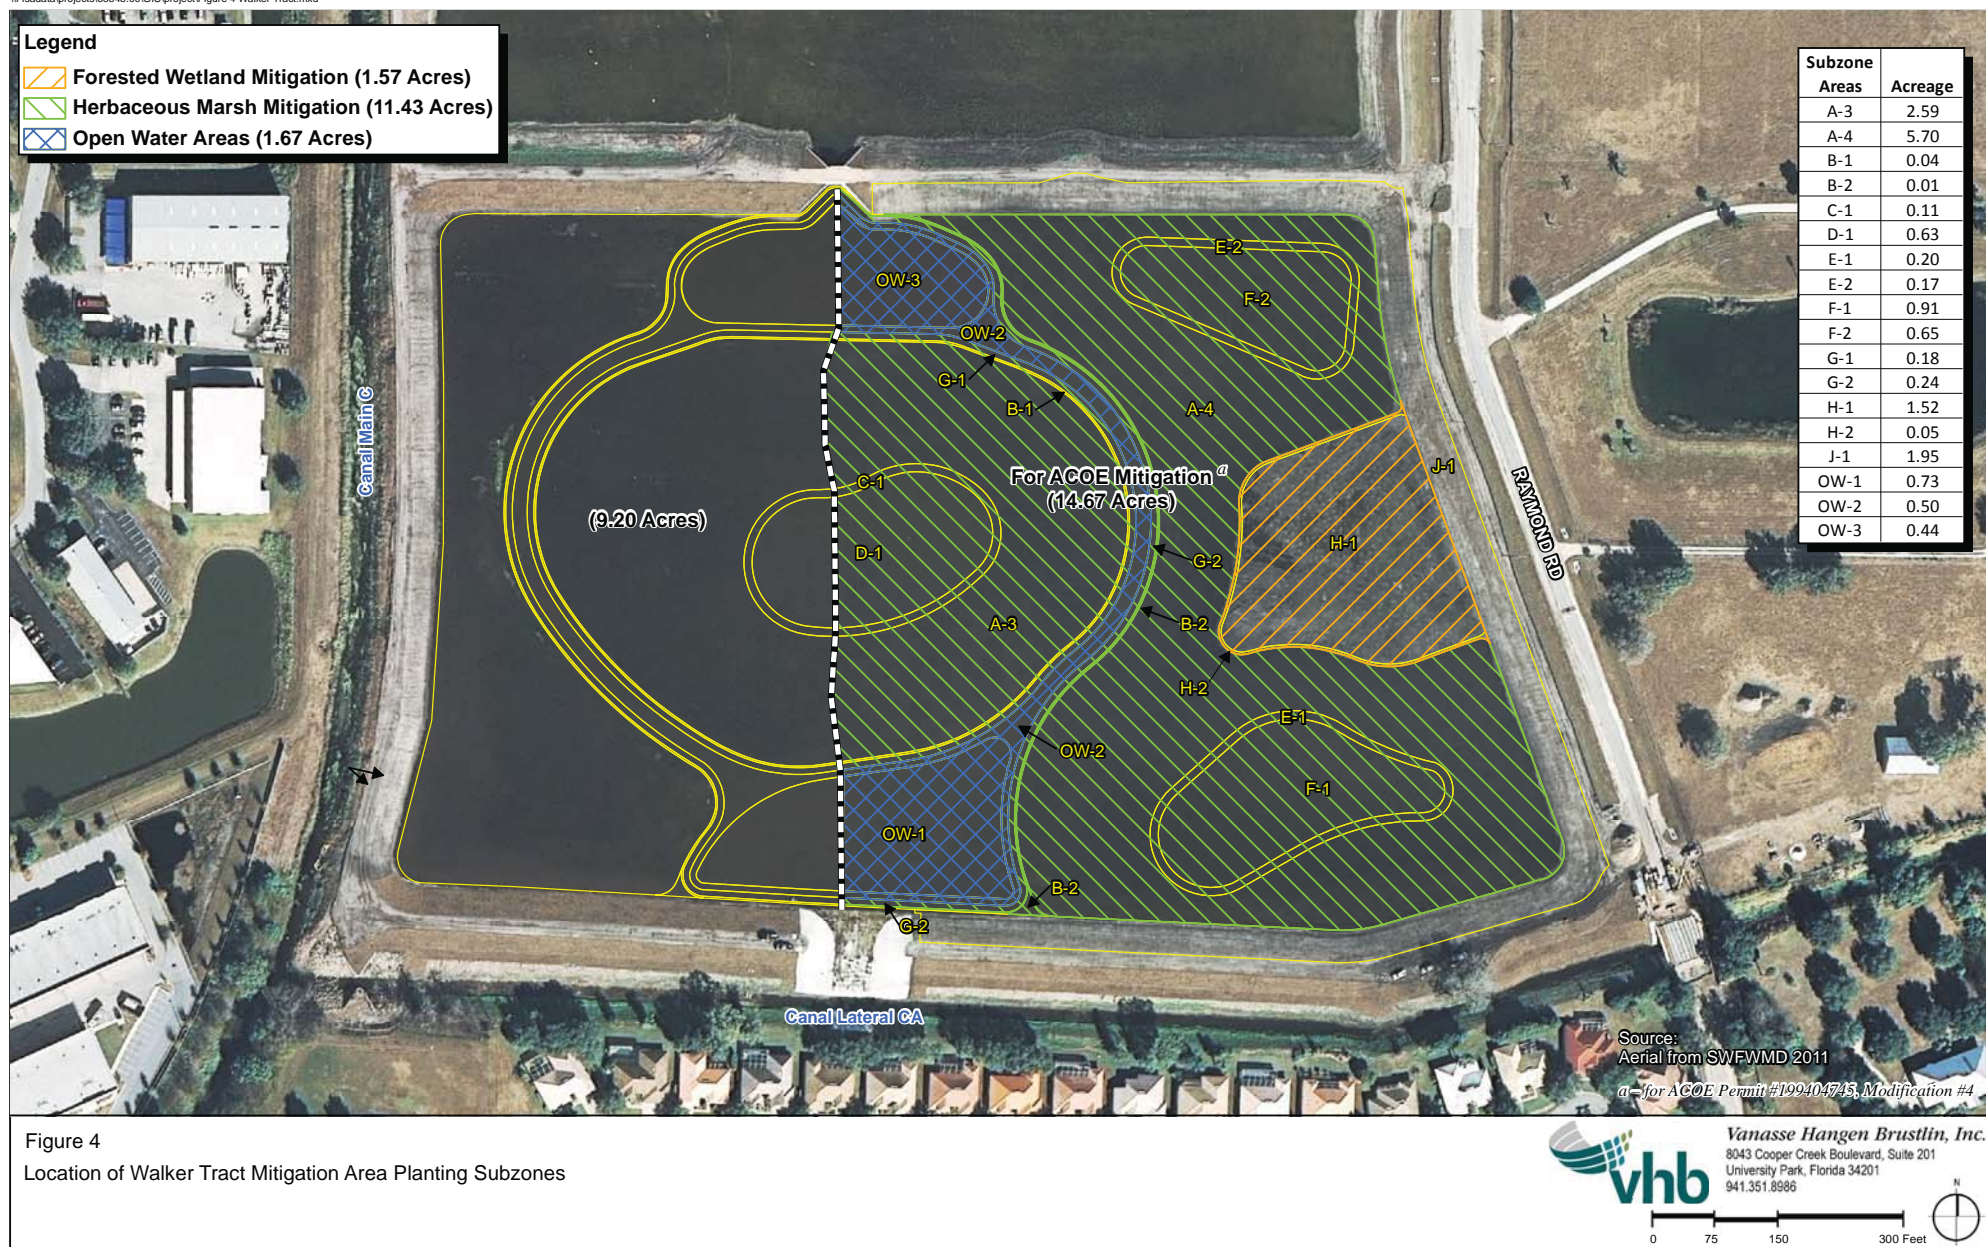 Legend
Forested Wetland Mitigation (1.57 Acres)
Herbaceous Marsh Mitigation (11.43 Acres)
Open Water Areas (1.67 Acres)
Subzone
Areas Acreage
A-3 2.59
A-4 5.70
B-1 0.04
B-2 0.01
C-1 0.11
D-1 0.63
E-1 0.20
E-2 0.17
F-1 0.91
F-2 0.65
G-1 0.18
G-2 0.24
H-1 1.52
H-2 0.05
J-1 1.95
OW-1 0.73
OW-2 0.50
OW-3 0.44
E-2
OW-3
F-2
OW-2
G-1
B-1
A-4
Canal Main C
J-1
For ACOE Mitigation a
(14.67 Acres)
C-1
(9.20 Acres)
RAYMOND RD
H-1
D-1
G-2
A-3
B-2
H-2
E-1
OW-2
F-1
OW-1
B-2
G-2
Canal Lateral CA
Source:
Aerial from SWFWMD 2011
a – for ACOE Permit #199404745, Modification #4
Figure 4
Location of Walker Tract Mitigation Area Planting Subzones
vhb
Vanasse Hangen Brustlin, Inc.
8043 Cooper Creek Boulevard, Suite 201
University Park, Florida 34201
941.351.8986
N
0 75 150 300 Feet